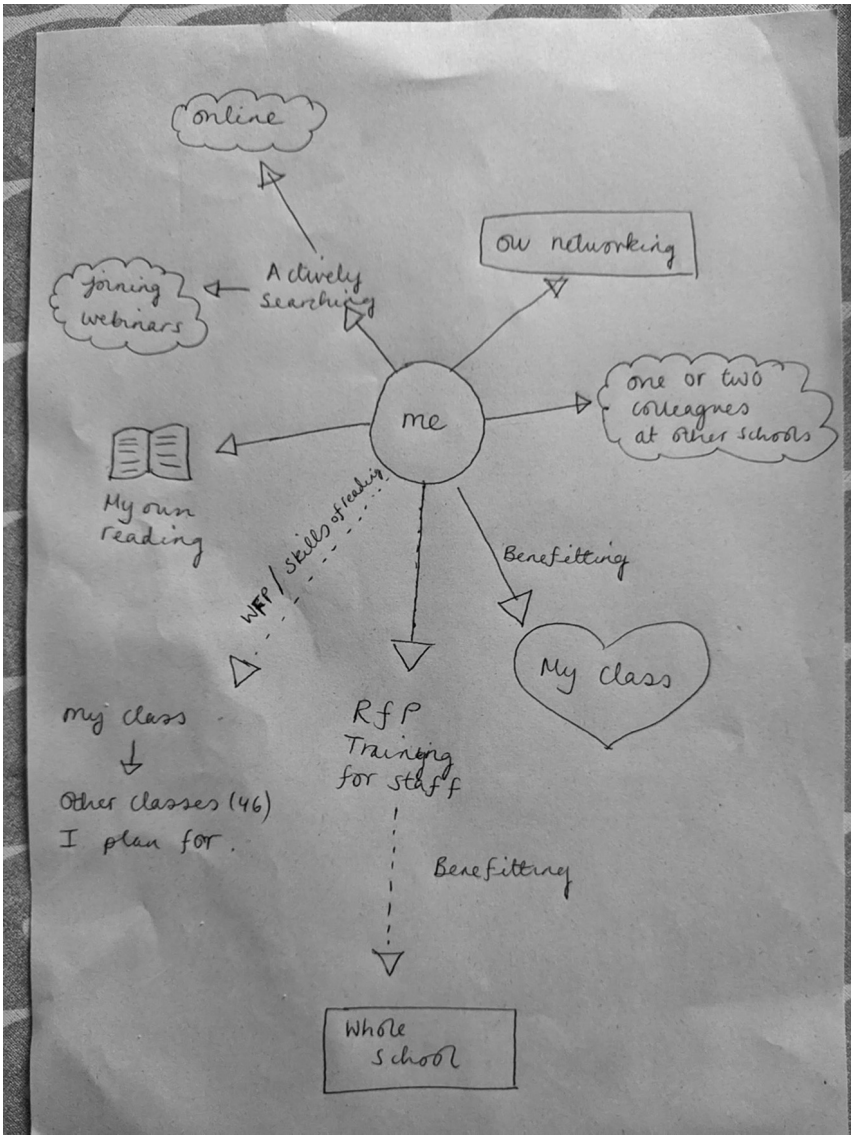 online
ou networking
Actively
searching
joining
webinars
one or two
colleagues
at other schools
me
My own
reading
/ Skills of reading
Benefitting
My class
my class
Other classes (46)
I plan for.
RfP
Training
for staff
Benefitting
Whole
school